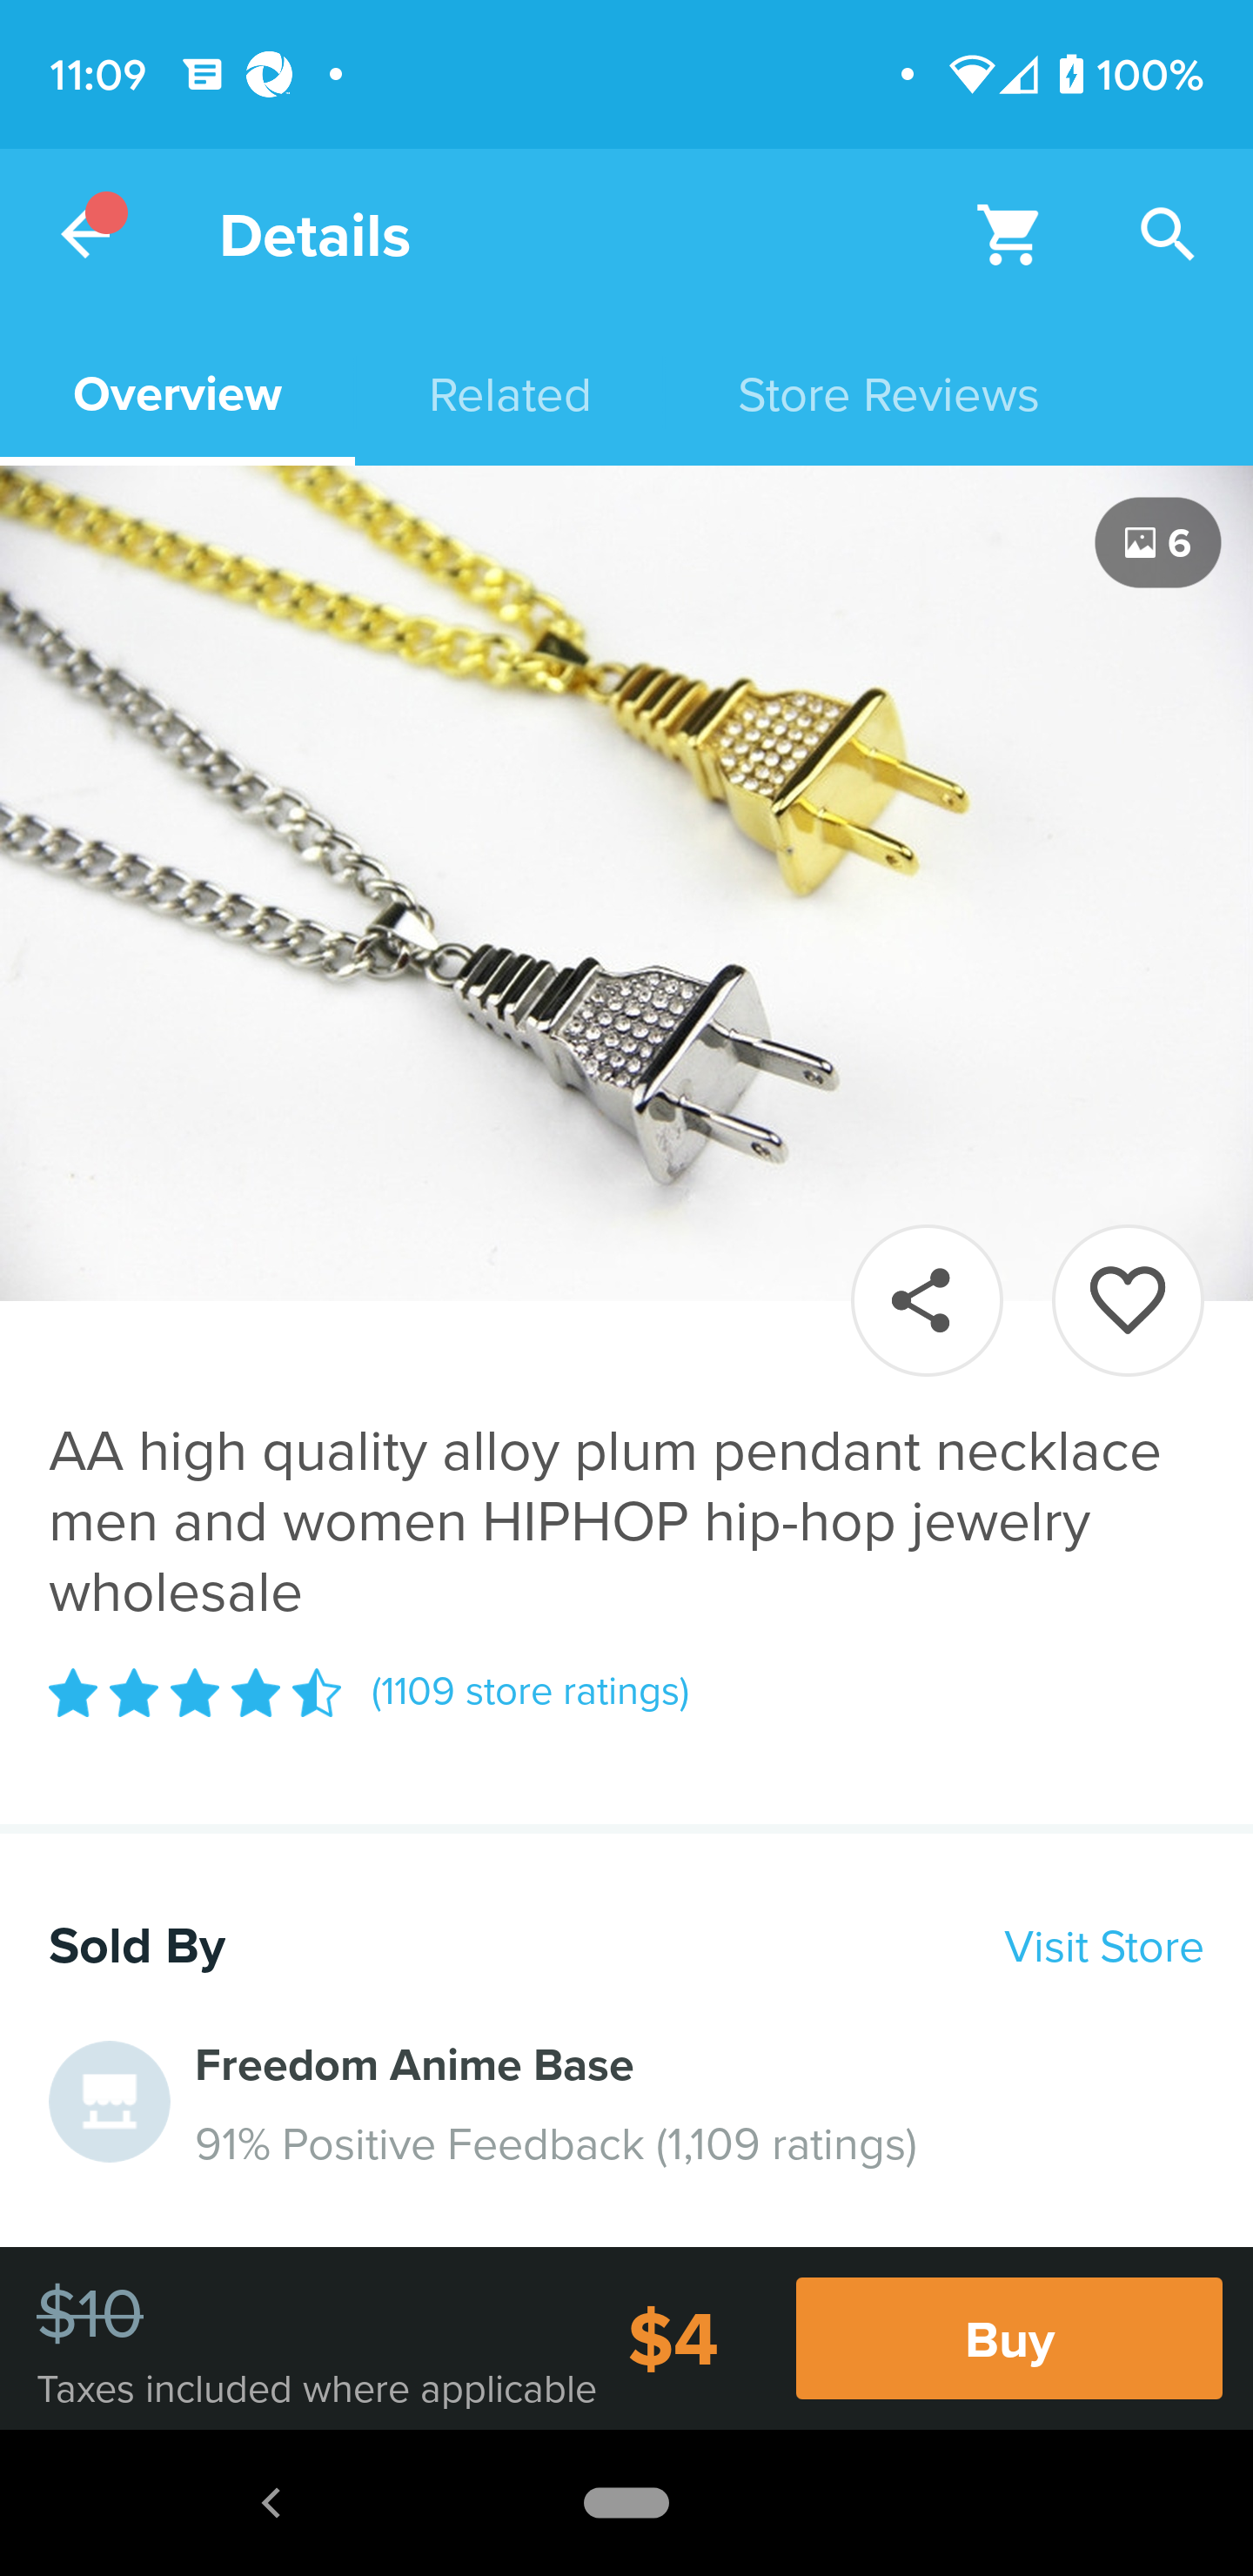 11:09
100%
Details
Overview Related Store Reviews
6
AA high quality alloy plum pendant necklace
men and women HIPHOP hip-hop jewelry
wholesale
(1109 store ratings)
Sold By
Visit Store
Freedom Anime Base
91% Positive Feedback (1,109 ratings)
$10
Taxes included where applicable
$4
Buy